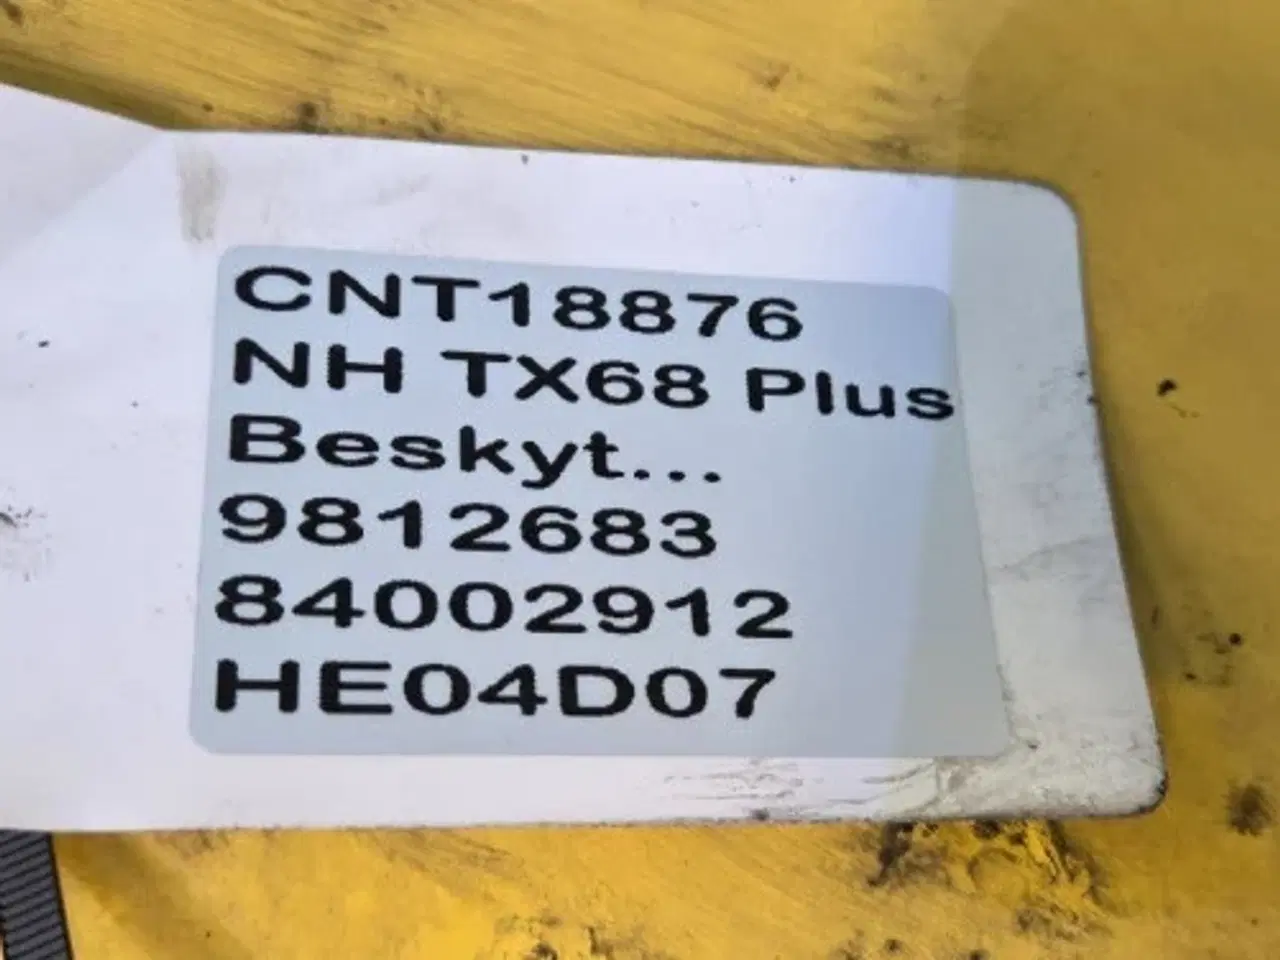 CNT18876
NH TX68 Plus
Beskyt...
9812683
84002912
HE04D07